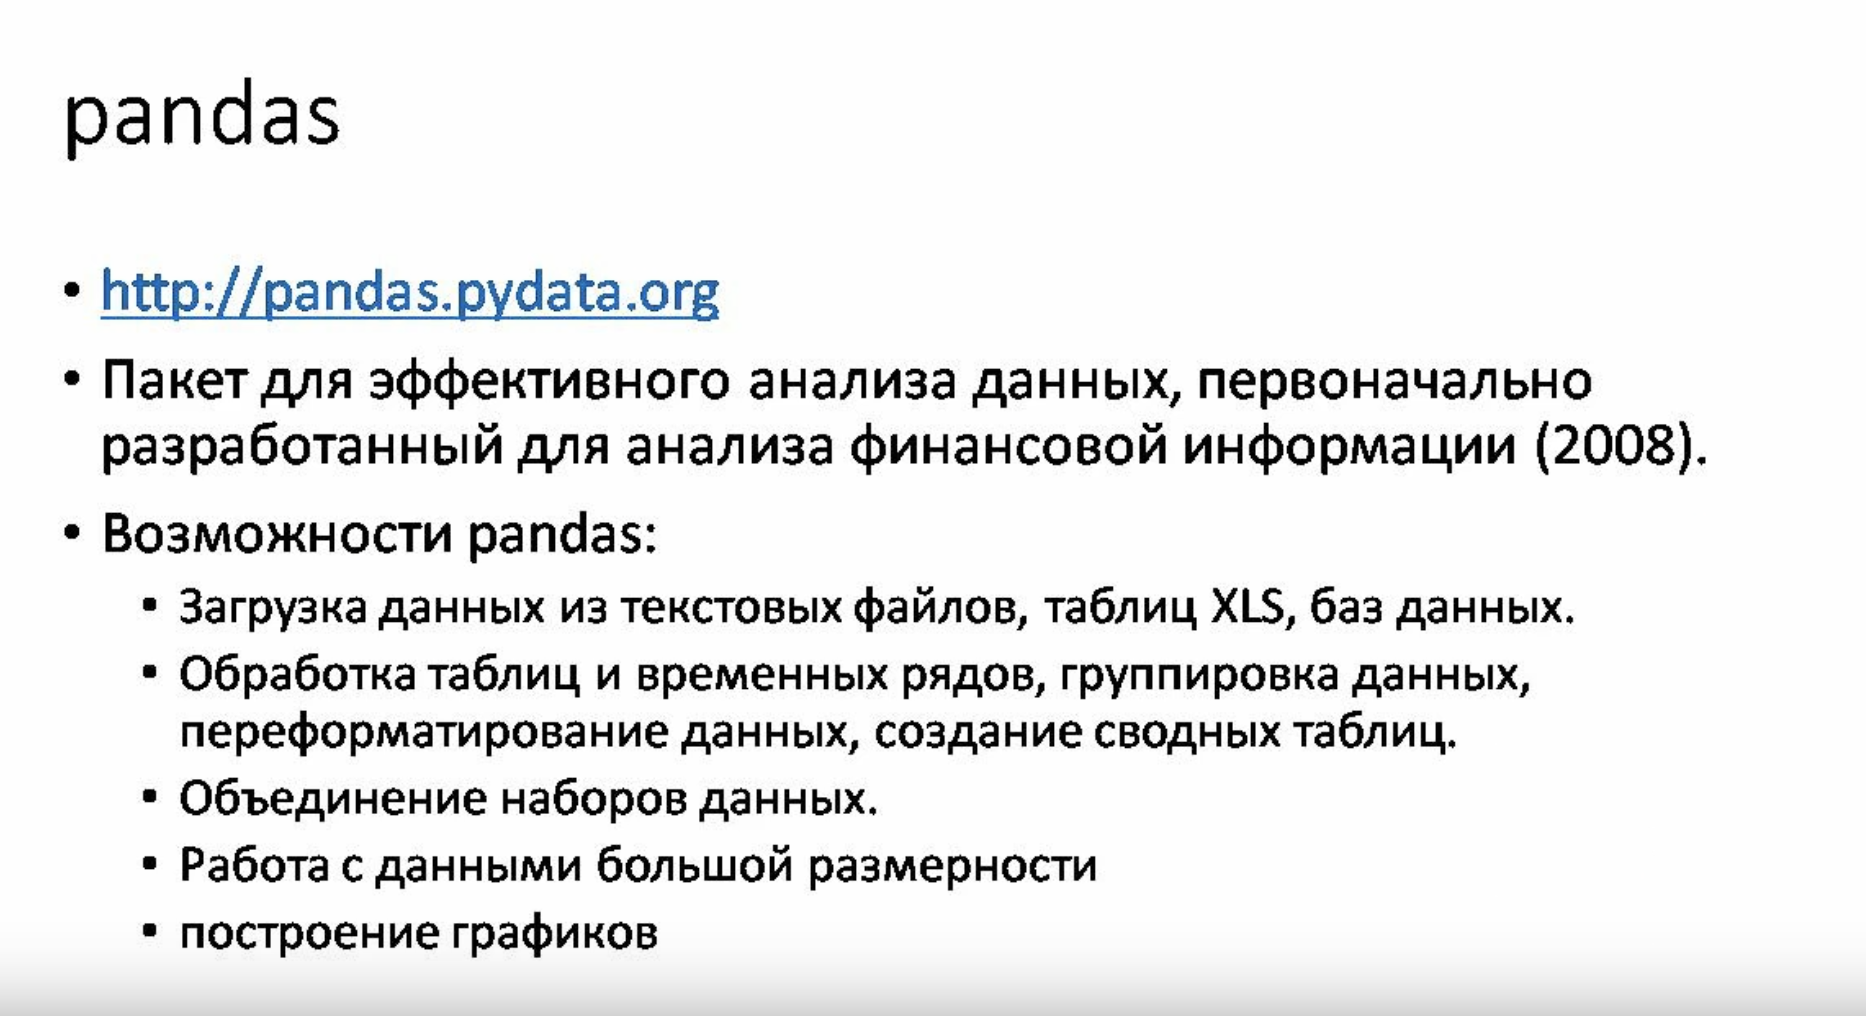 pandas
• http://pandas.pydata.org
• Пакет для эффективного анализа данных, первоначально
разработанный для анализа финансовой информации (2008).
• Возможности pandas:
• Загрузка данных из текстовых файлов, таблиц XLS, баз данных.
• Обработка таблиц и временных рядов, группировка данных,
переформатирование данных, создание сводных таблиц.
• Объединение наборов данных.
• Работа с данными большой размерности
• построение графиков